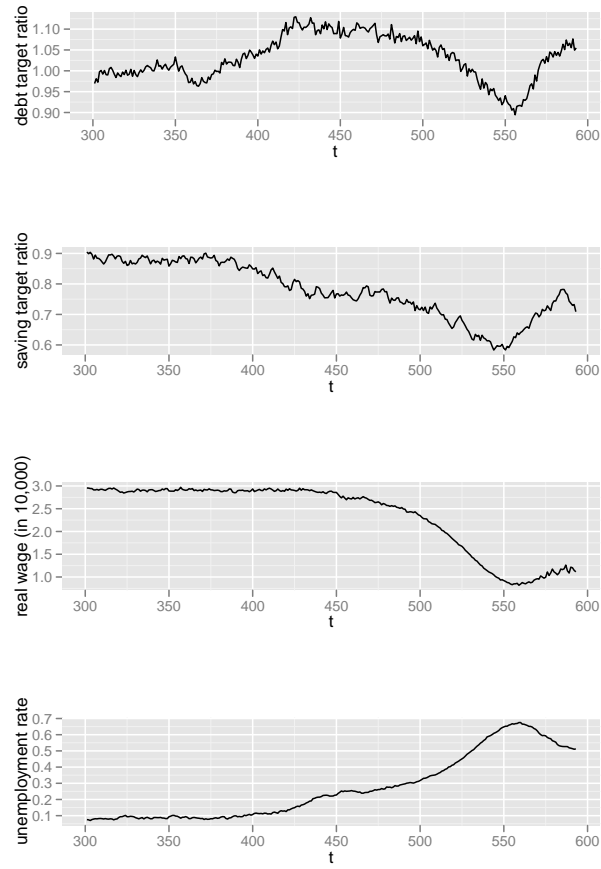 debt target ratio
1.10
1.05
1.00
0.95
0.90
300 350 400 450 500 550 600
t
saving target ratio
0.9
0.8
0.7
0.6
300 350 400 450 500 550 600
t
real wage (in 10,000)
3.0
2.5
2.0
1.5
1.0
300 350 400 450 500 550 600
t
unemployment rate
0.7
0.6
0.5
0.4
0.3
0.2
0.1
300 350 400 450 500 550 600
t